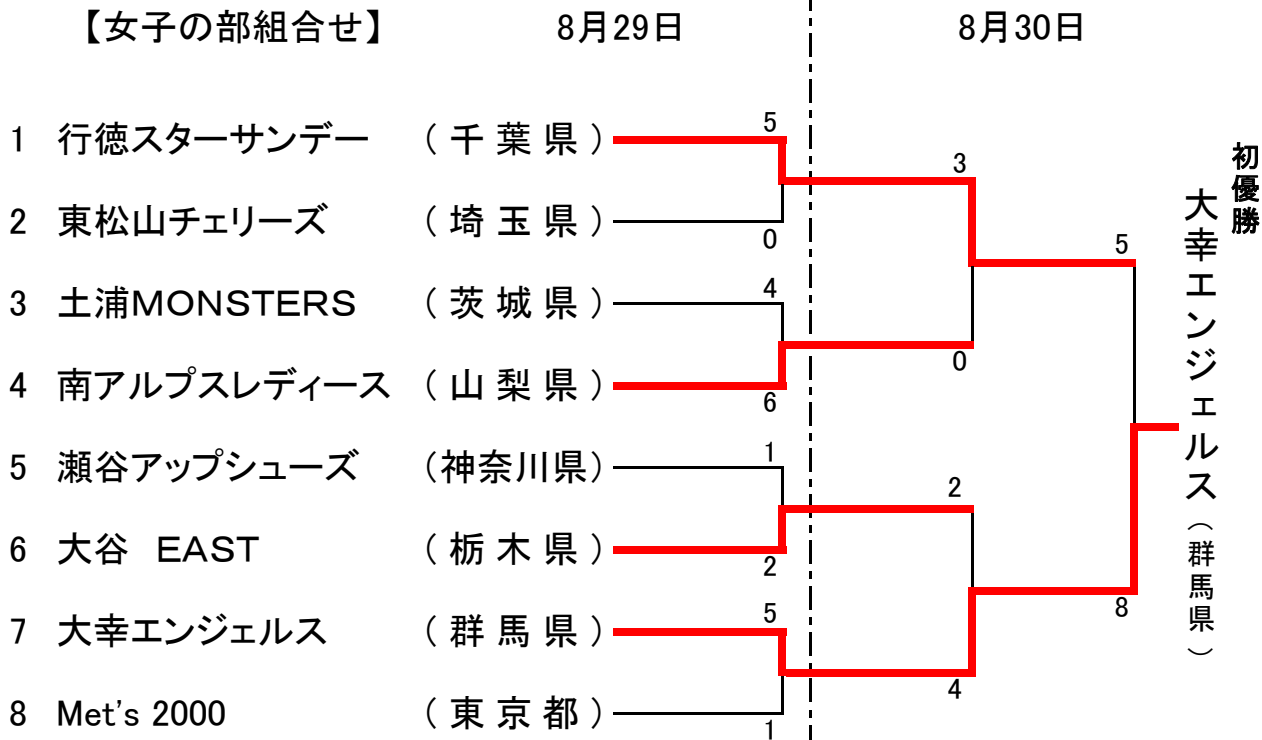 【女子の部組合せ】 8月29日 8月30日
1 行徳スターサンデー (千葉県) 5
3
2 東松山チェリーズ (埼玉県) 0
5
3 土浦MONSTERS (茨城県) 4
0
4 南アルプスレディース (山梨県) 6
5 瀬谷アップシューズ (神奈川県) 1
2
6 大谷 EAST (栃木県) 2
8
7 大幸エンジェルス (群馬県) 5
4
8 Met's 2000 (東京都) 1
初優勝
大幸エンジェルス(群馬県)